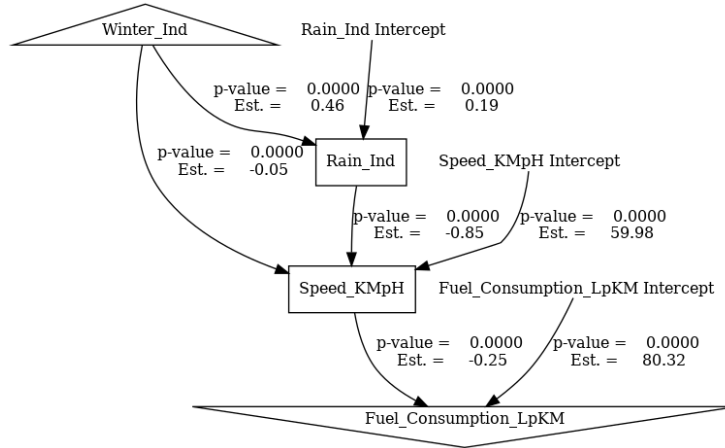 Winter_Ind
Rain_Ind Intercept
p-value = 0.0000
Est. = 0.46
p-value = 0.0000
Est. = 0.19
p-value = 0.0000
Est. = -0.05
Rain_Ind
Speed_KMpH Intercept
p-value = 0.0000
Est. = -0.85
p-value = 0.0000
Est. = 59.98
Speed_KMpH
Fuel_Consumption_LpKM Intercept
p-value = 0.0000
Est. = -0.25
p-value = 0.0000
Est. = 80.32
Fuel_Consumption_LpKM